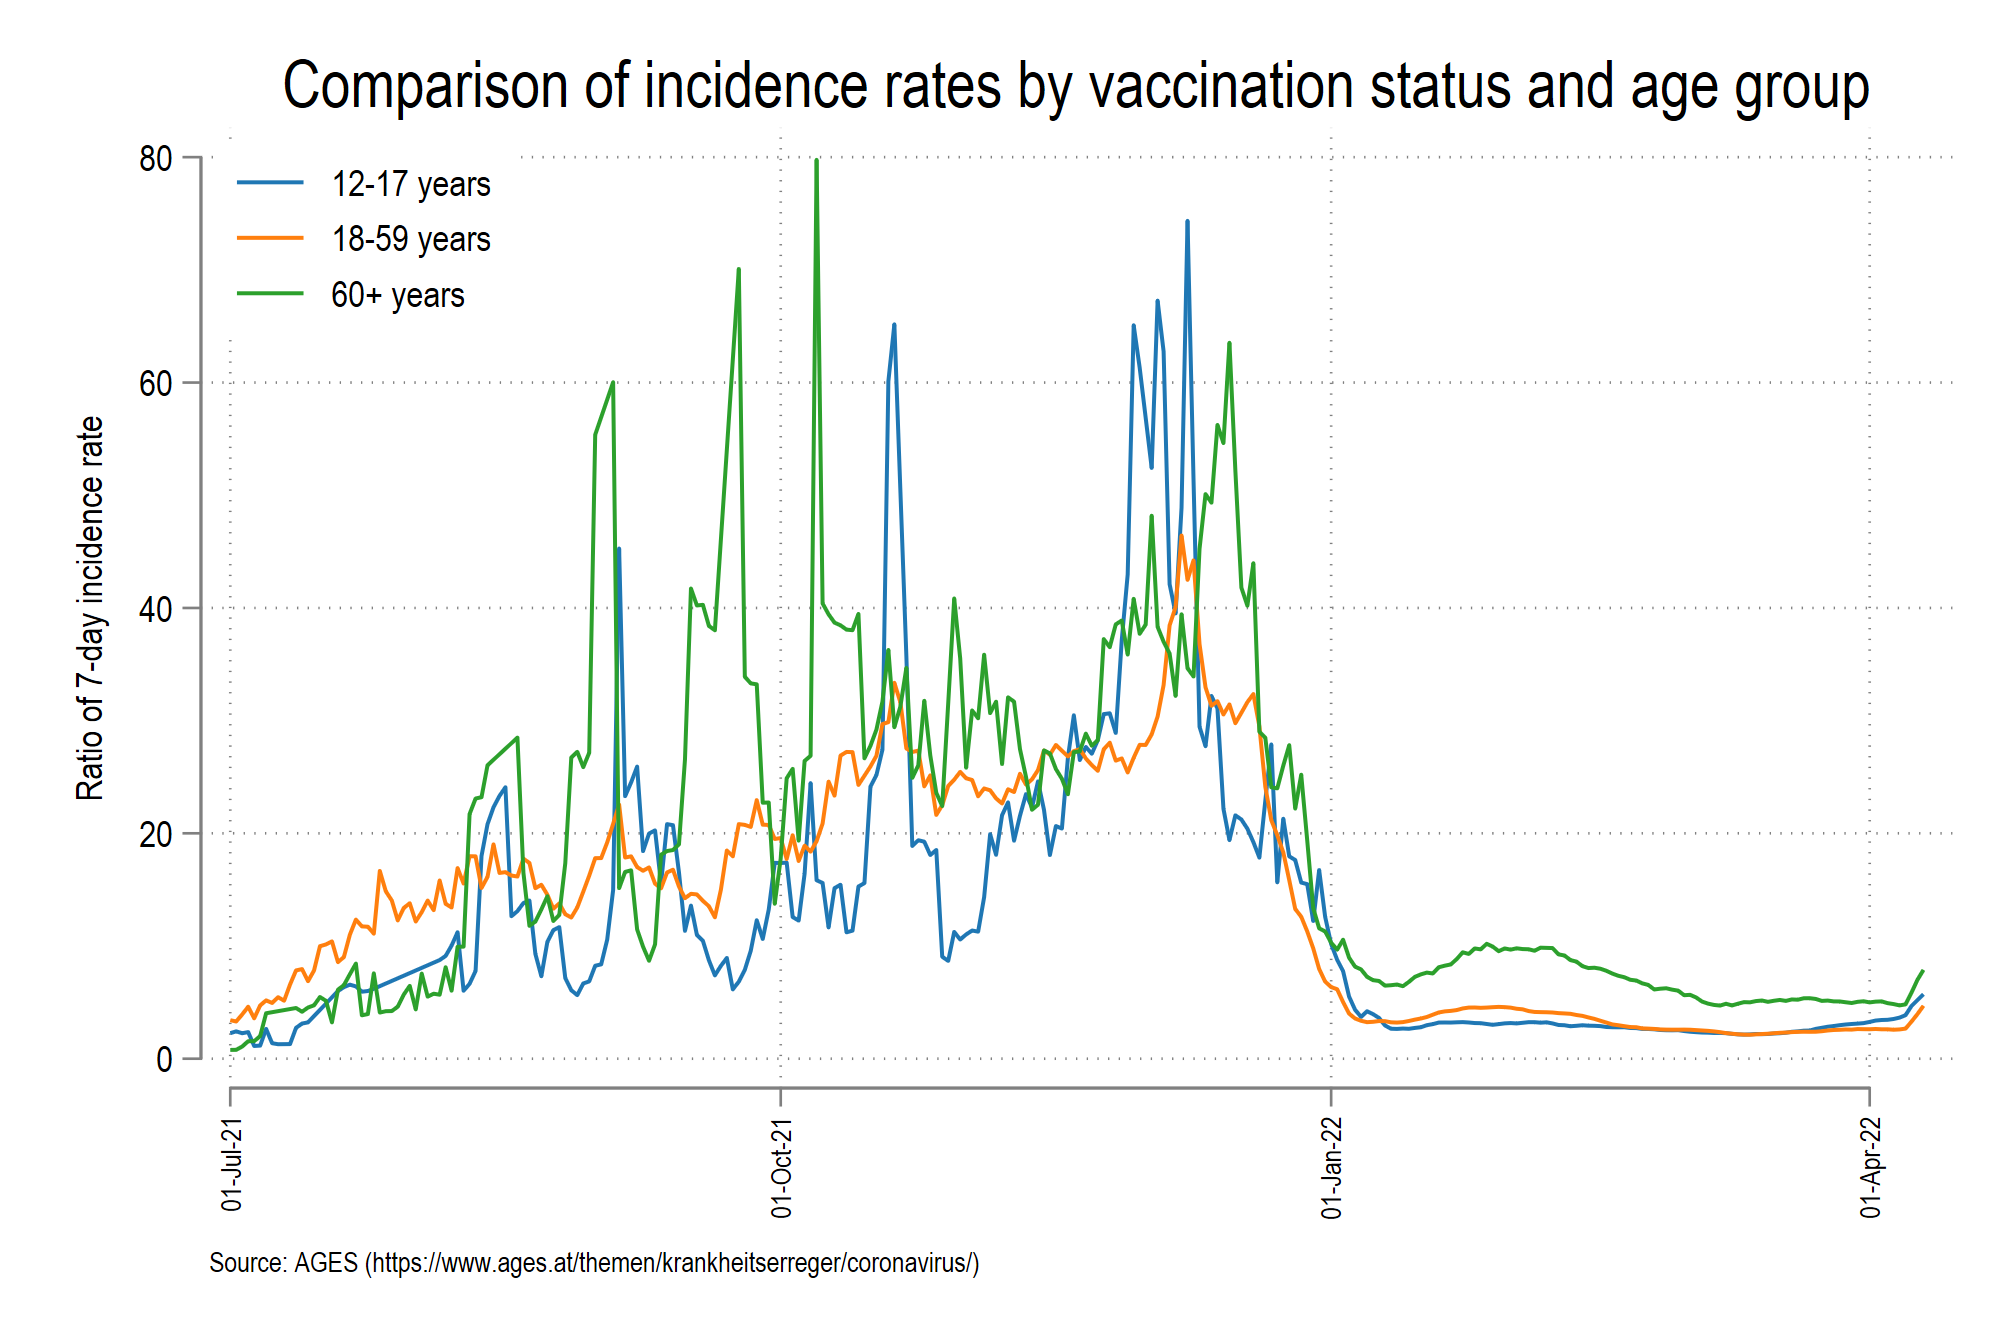 Comparison of incidence rates by vaccination status and age group
12-17 years
18-59 years
60+ years
Ratio of 7-day incidence rate
80
60
40
20
0
01-Jul-21
01-Oct-21
01-Jan-22
01-Apr-22
Source: AGES (https://www.ages.at/themen/krankheitserreger/coronavirus/)